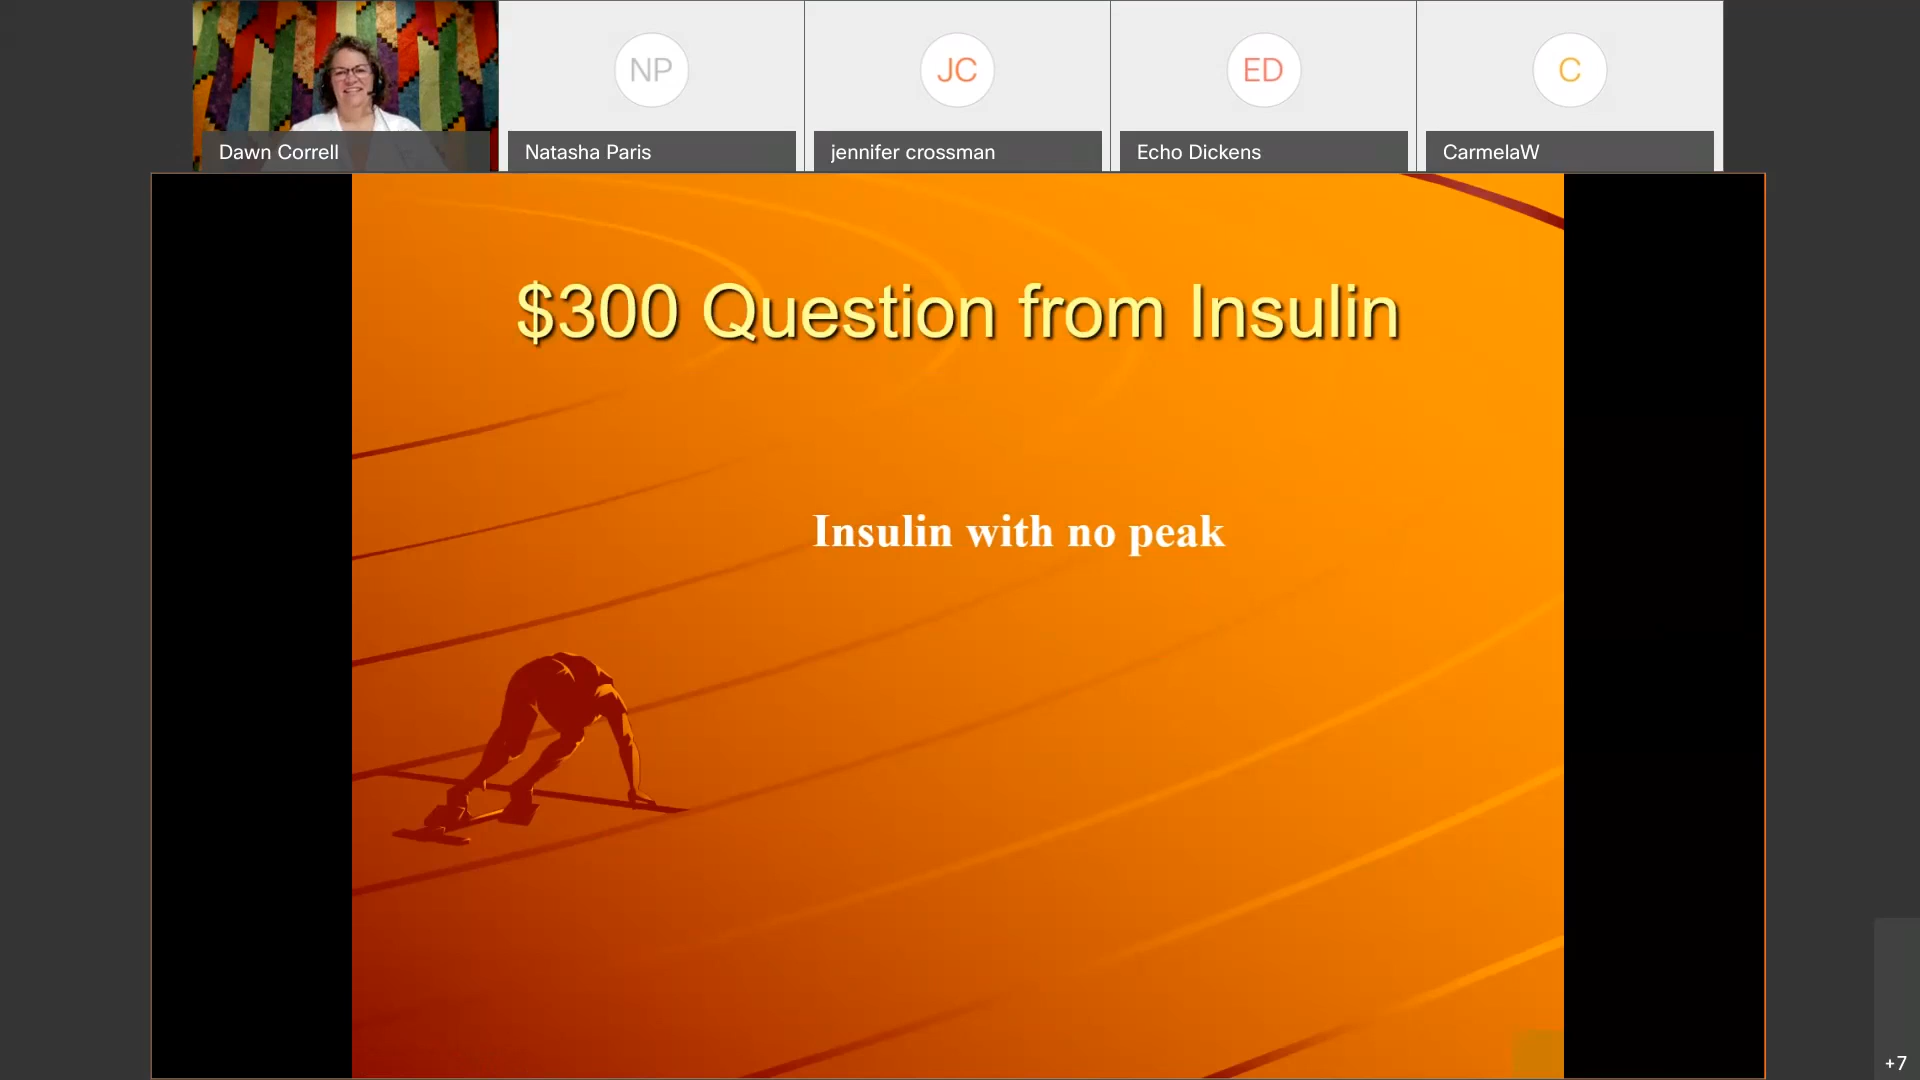 NP
JC
ED
C
Dawn Correll
Natasha Paris
jennifer crossman
Echo Dickens
CarmelaW
$300 Question from Insulin
Insulin with no peak
+7